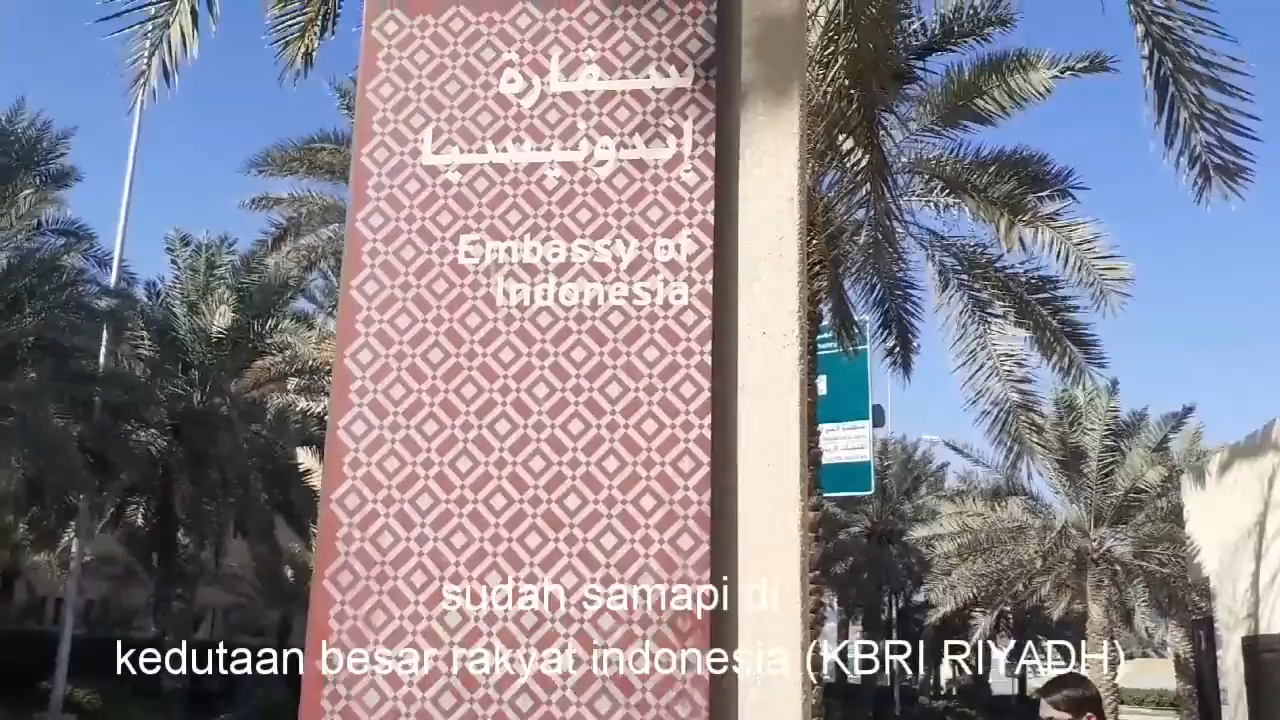 سفارة
إندونيسيا
Embassy of
Indonesia
sudah samapi di
kedutaan besar rakyat indonesia (KBRI RIYADH)